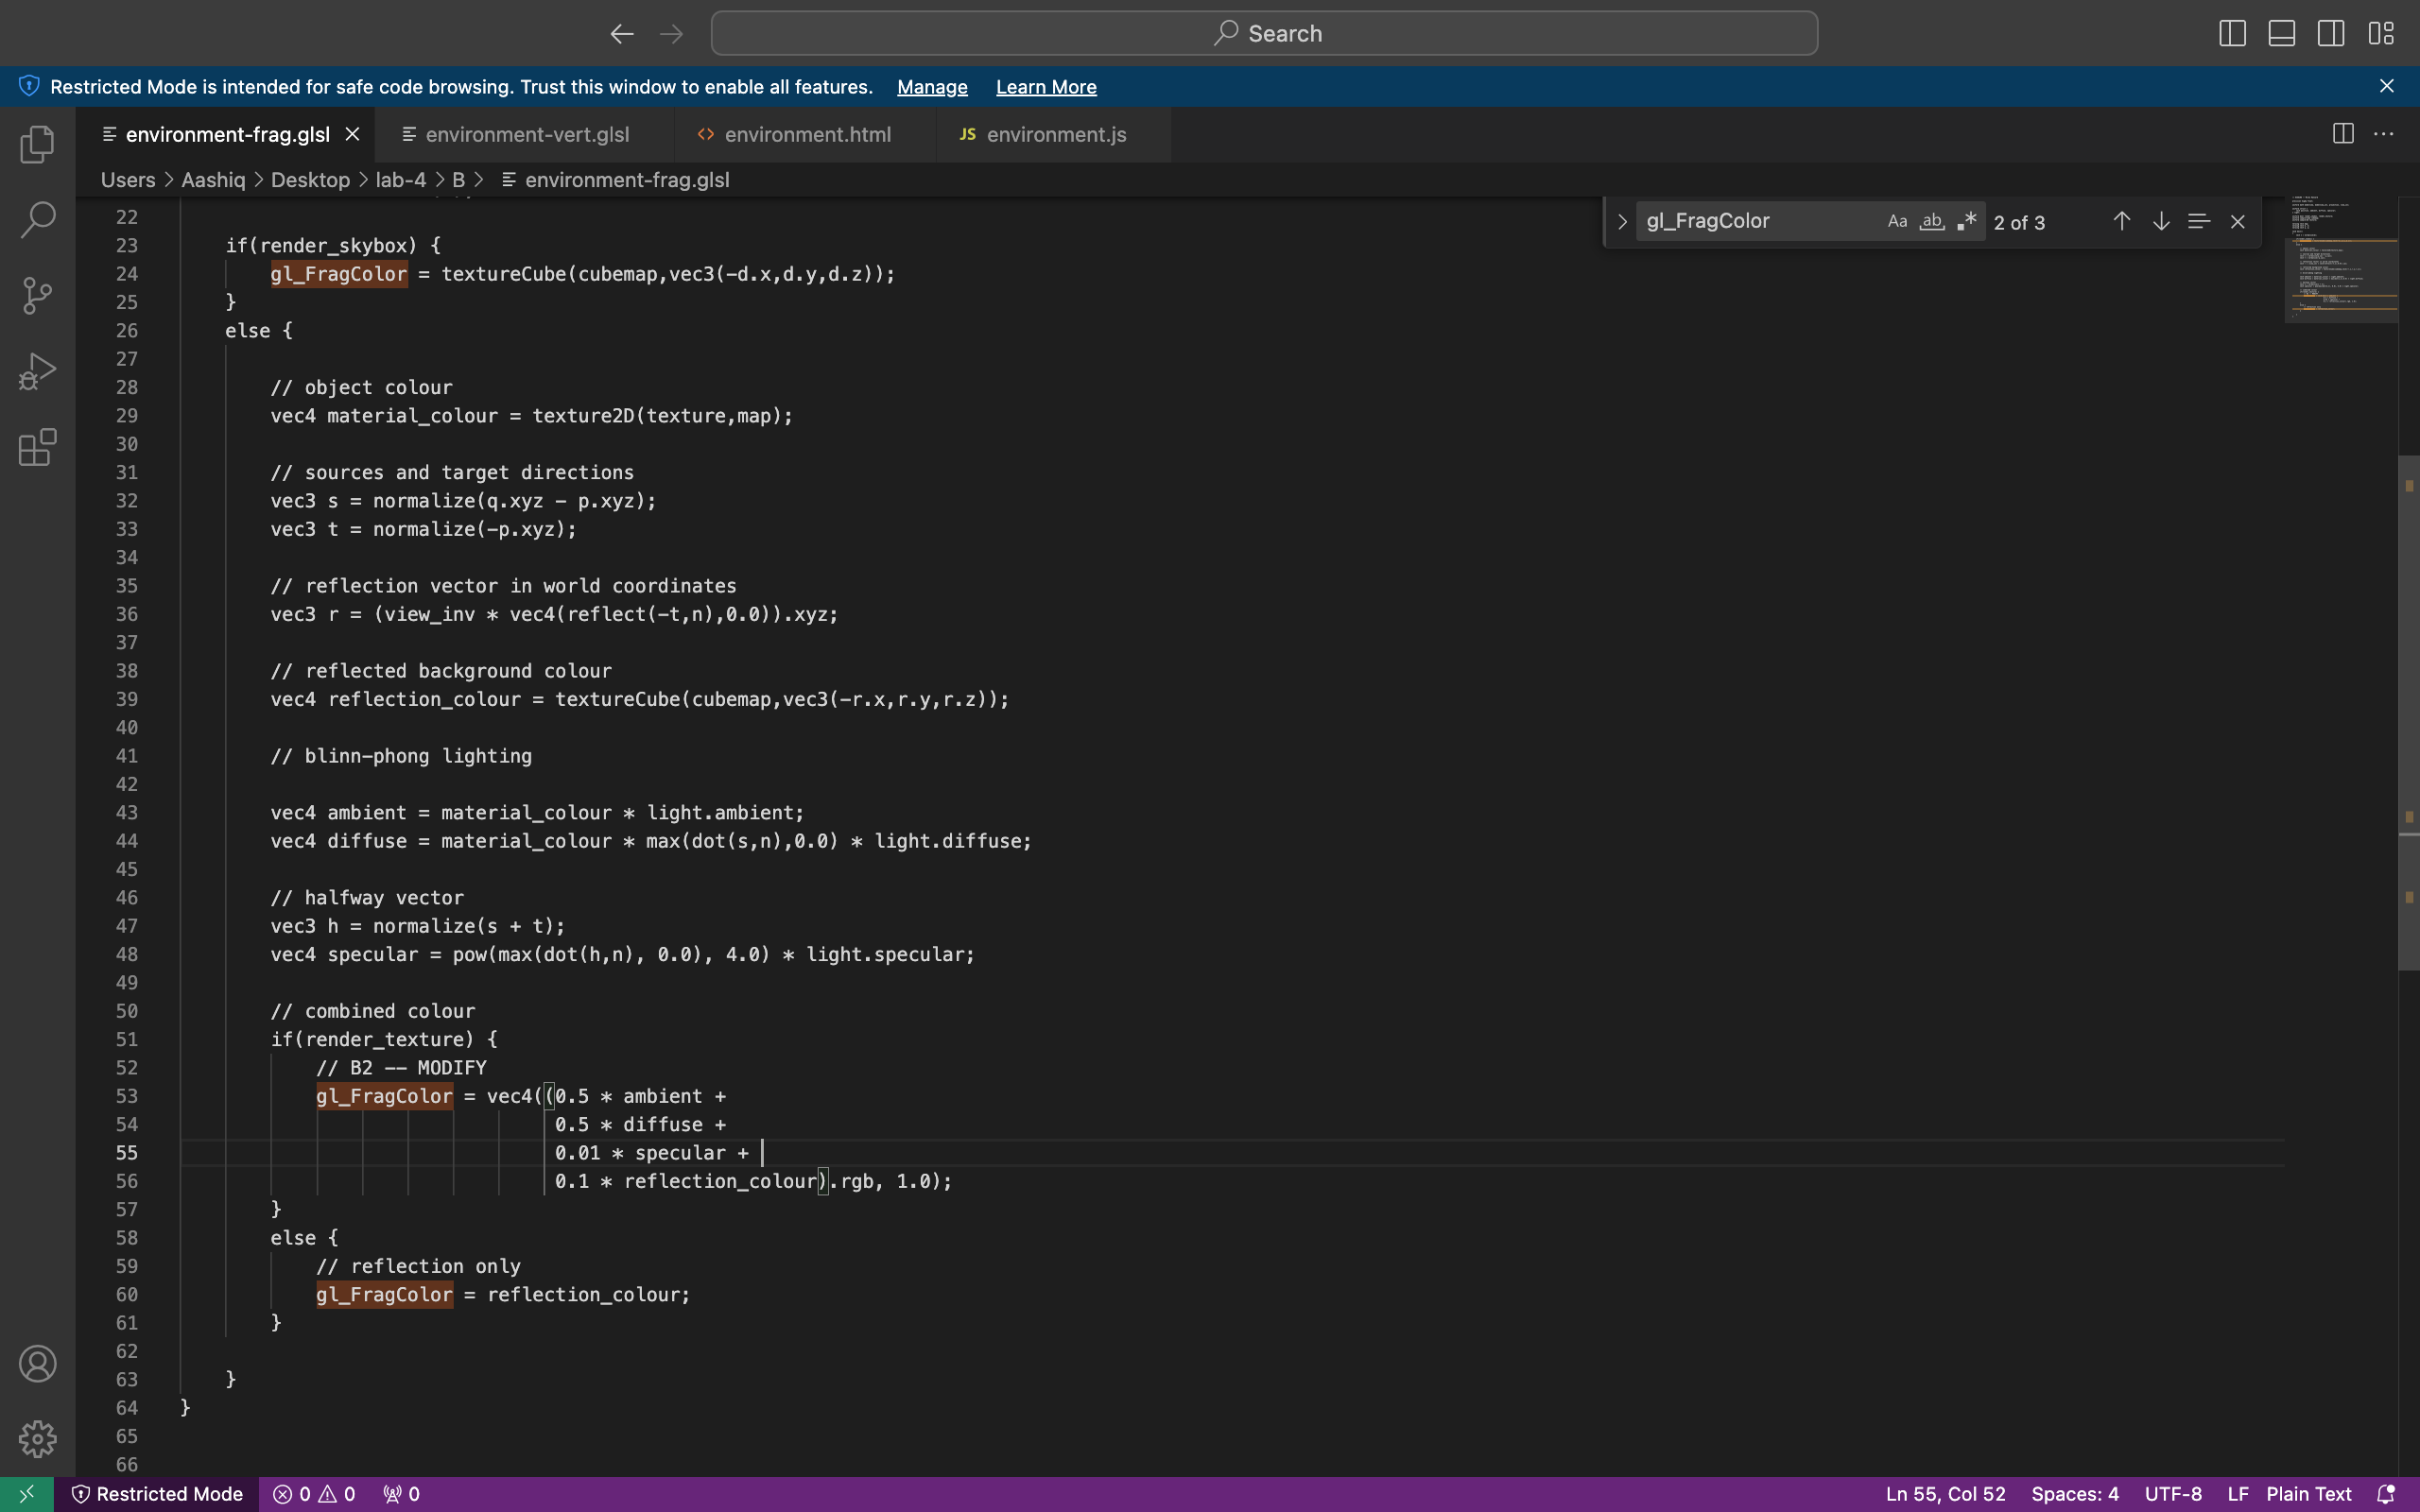 Search
Restricted Mode is intended for safe code browsing. Trust this window to enable all features. Manage Learn More
environment-frag.glsl environment-vert.glsl <> environment.html JS environment.js
Users > Aashiq > Desktop > lab-4 > B > environment-frag.glsl
gl_FragColor Aa ab .* 2 of 3
22
23 if(render_skybox) {
24 gl_FragColor = textureCube(cubemap,vec3(-d.x,d.y,d.z));
25 }
26 else {
27
28 // object colour
29 vec4 material_colour = texture2D(texture,map);
30
31 // sources and target directions
32 vec3 s = normalize(q.xyz - p.xyz);
33 vec3 t = normalize(-p.xyz);
34
35 // reflection vector in world coordinates
36 vec3 r = (view_inv * vec4(reflect(-t,n),0.0)).xyz;
37
38 // reflected background colour
39 vec4 reflection_colour = textureCube(cubemap,vec3(-r.x,r.y,r.z));
40
41 // blinn-phong lighting
42
43 vec4 ambient = material_colour * light.ambient;
44 vec4 diffuse = material_colour * max(dot(s,n),0.0) * light.diffuse;
45
46 // halfway vector
47 vec3 h = normalize(s + t);
48 vec4 specular = pow(max(dot(h,n), 0.0), 4.0) * light.specular;
49
50 // combined colour
51 if(render_texture) {
52 // B2 -- MODIFY
53 gl_FragColor = vec4((0.5 * ambient +
54 0.5 * diffuse +
55 0.01 * specular +
56 0.1 * reflection_colour).rgb, 1.0);
57 }
58 else {
59 // reflection only
60 gl_FragColor = reflection_colour;
61 }
62
63 }
64 }
65
66
Restricted Mode 0 0 0 Ln 55, Col 52 Spaces: 4 UTF-8 LF Plain Text